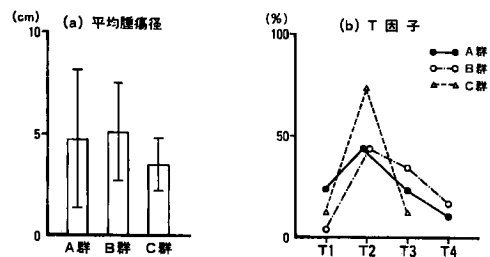 (cm)
(a) 平均腫瘍径
10
5
0
A群
B群
C群
(%)
(b) T 因子
100
50
0
A群
B群
C群
T1
T2
T3
T4